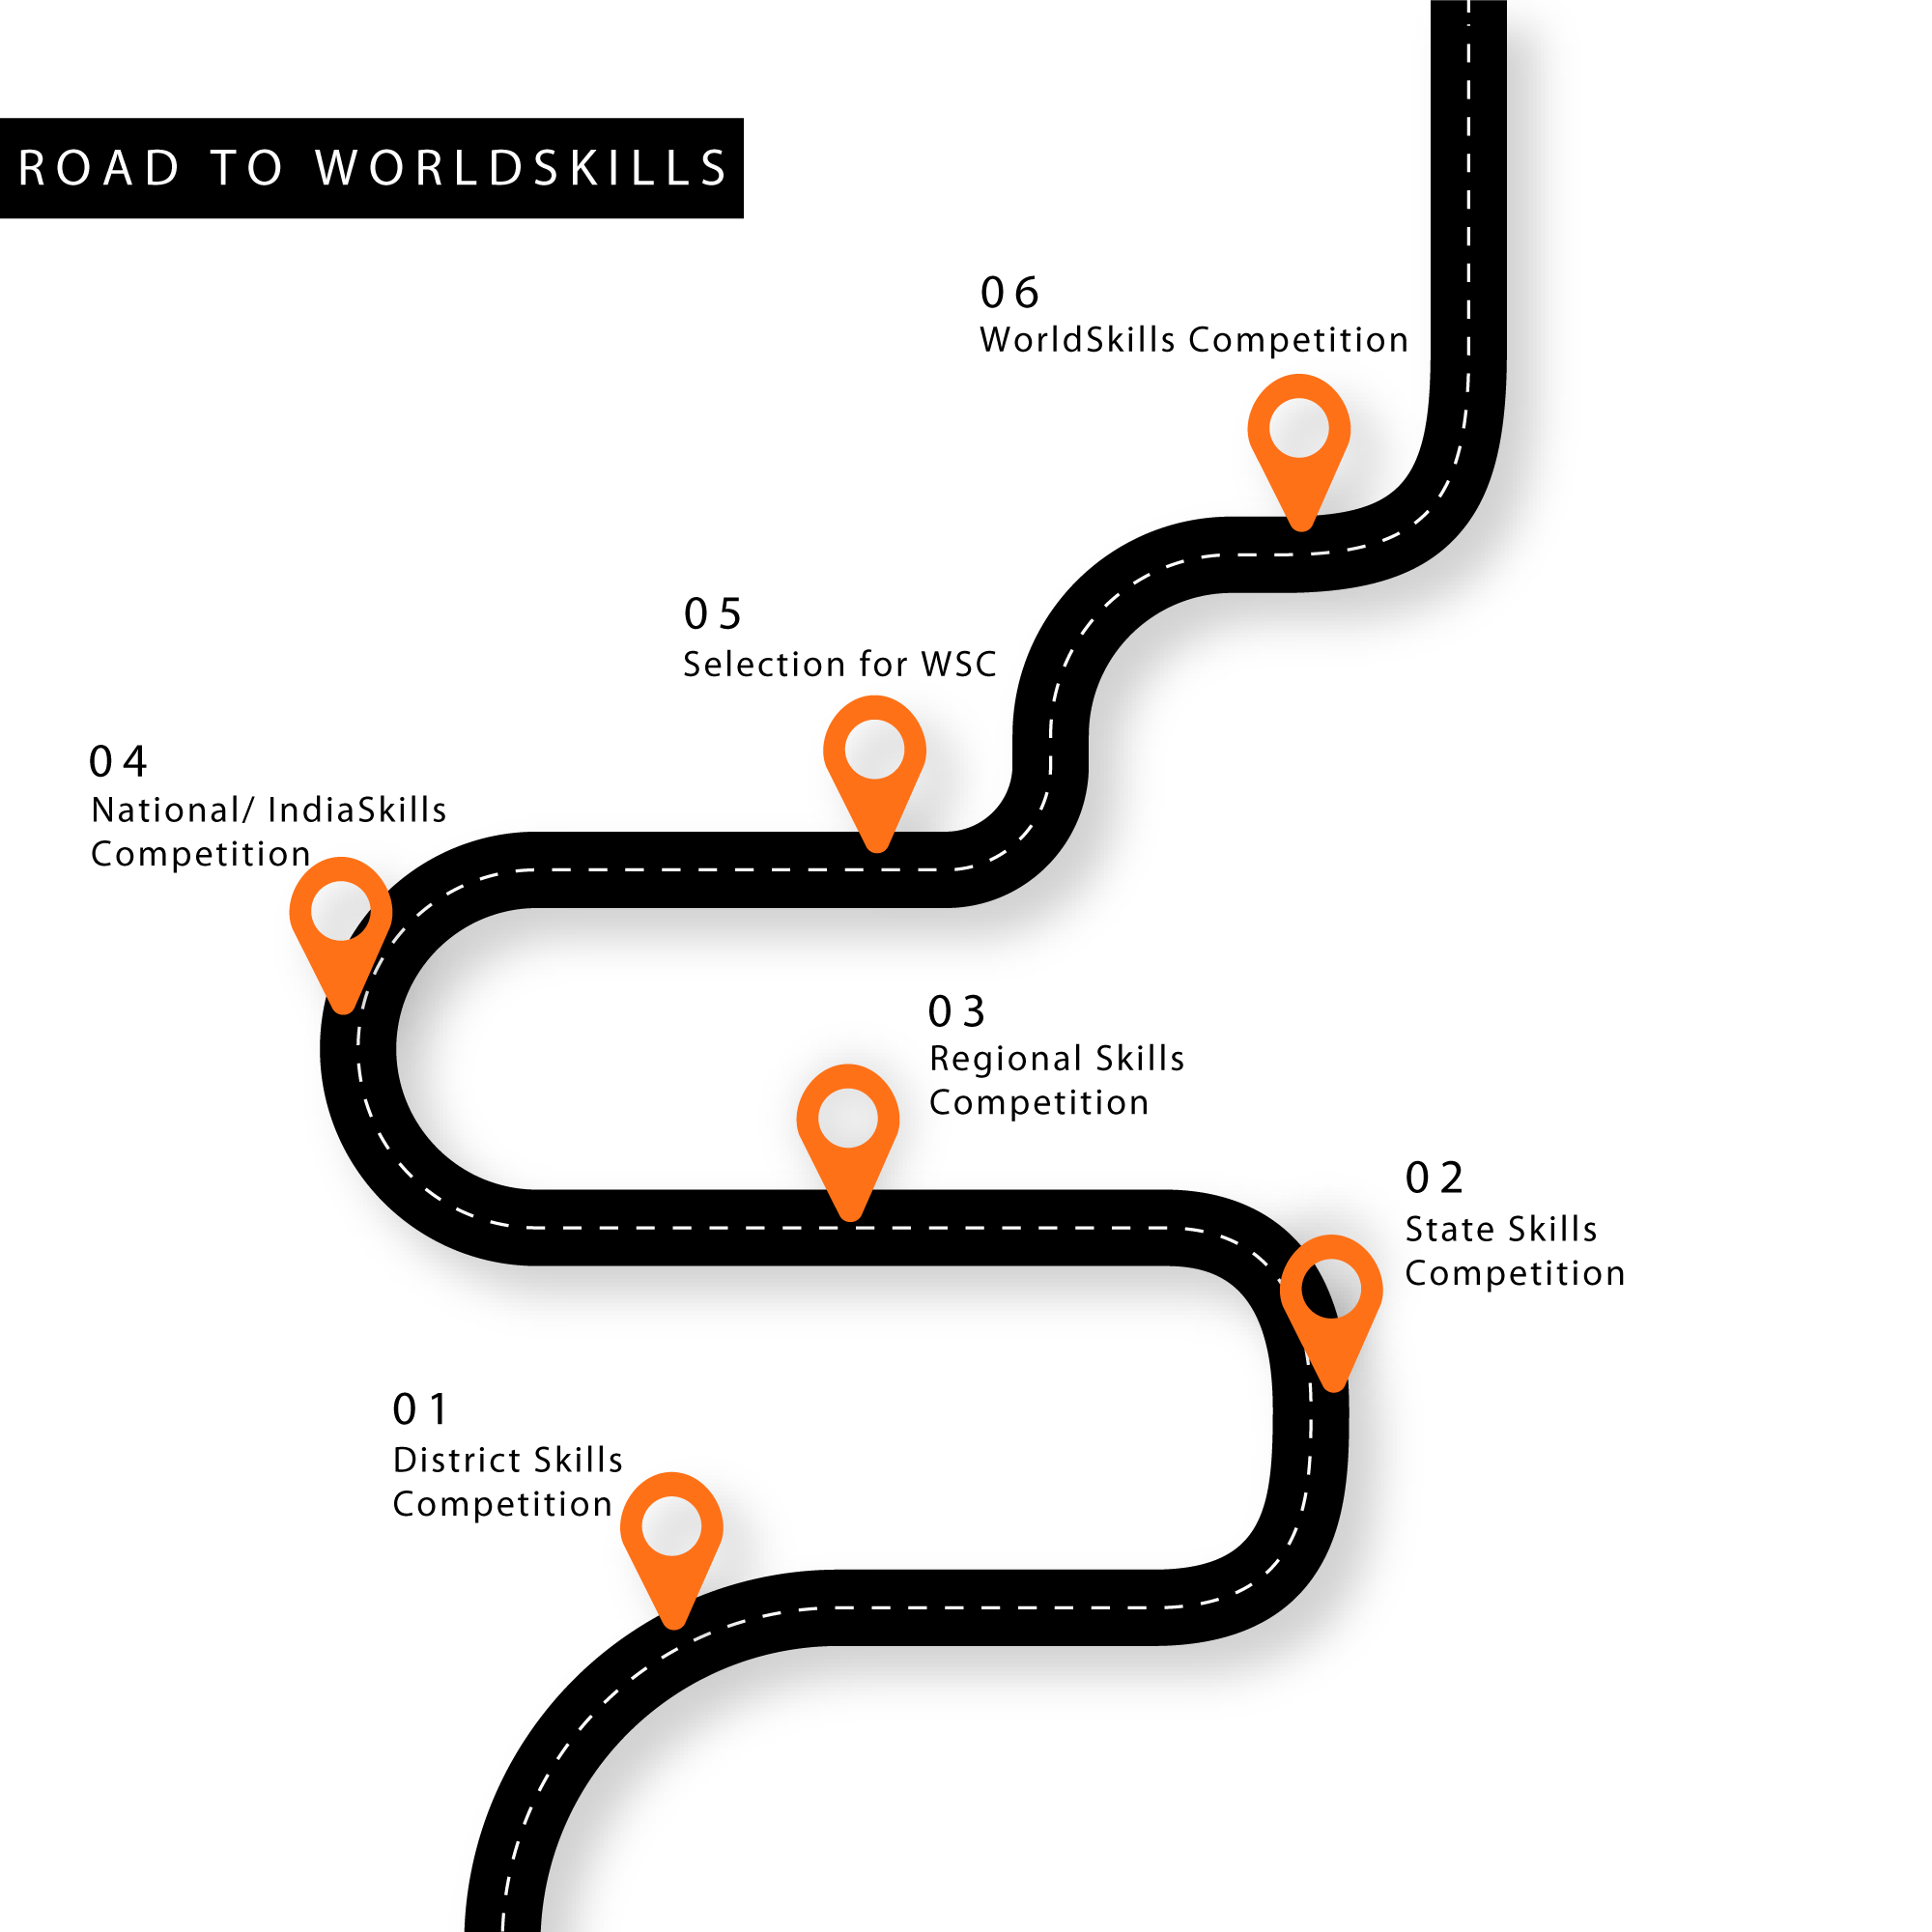 ROAD TO WORLDSKILLS
06
WorldSkills Competition
05
Selection for WSC
04
National/ IndiaSkills
Competition
03
Regional Skills
Competition
02
State Skills
Competition
01
District Skills
Competition